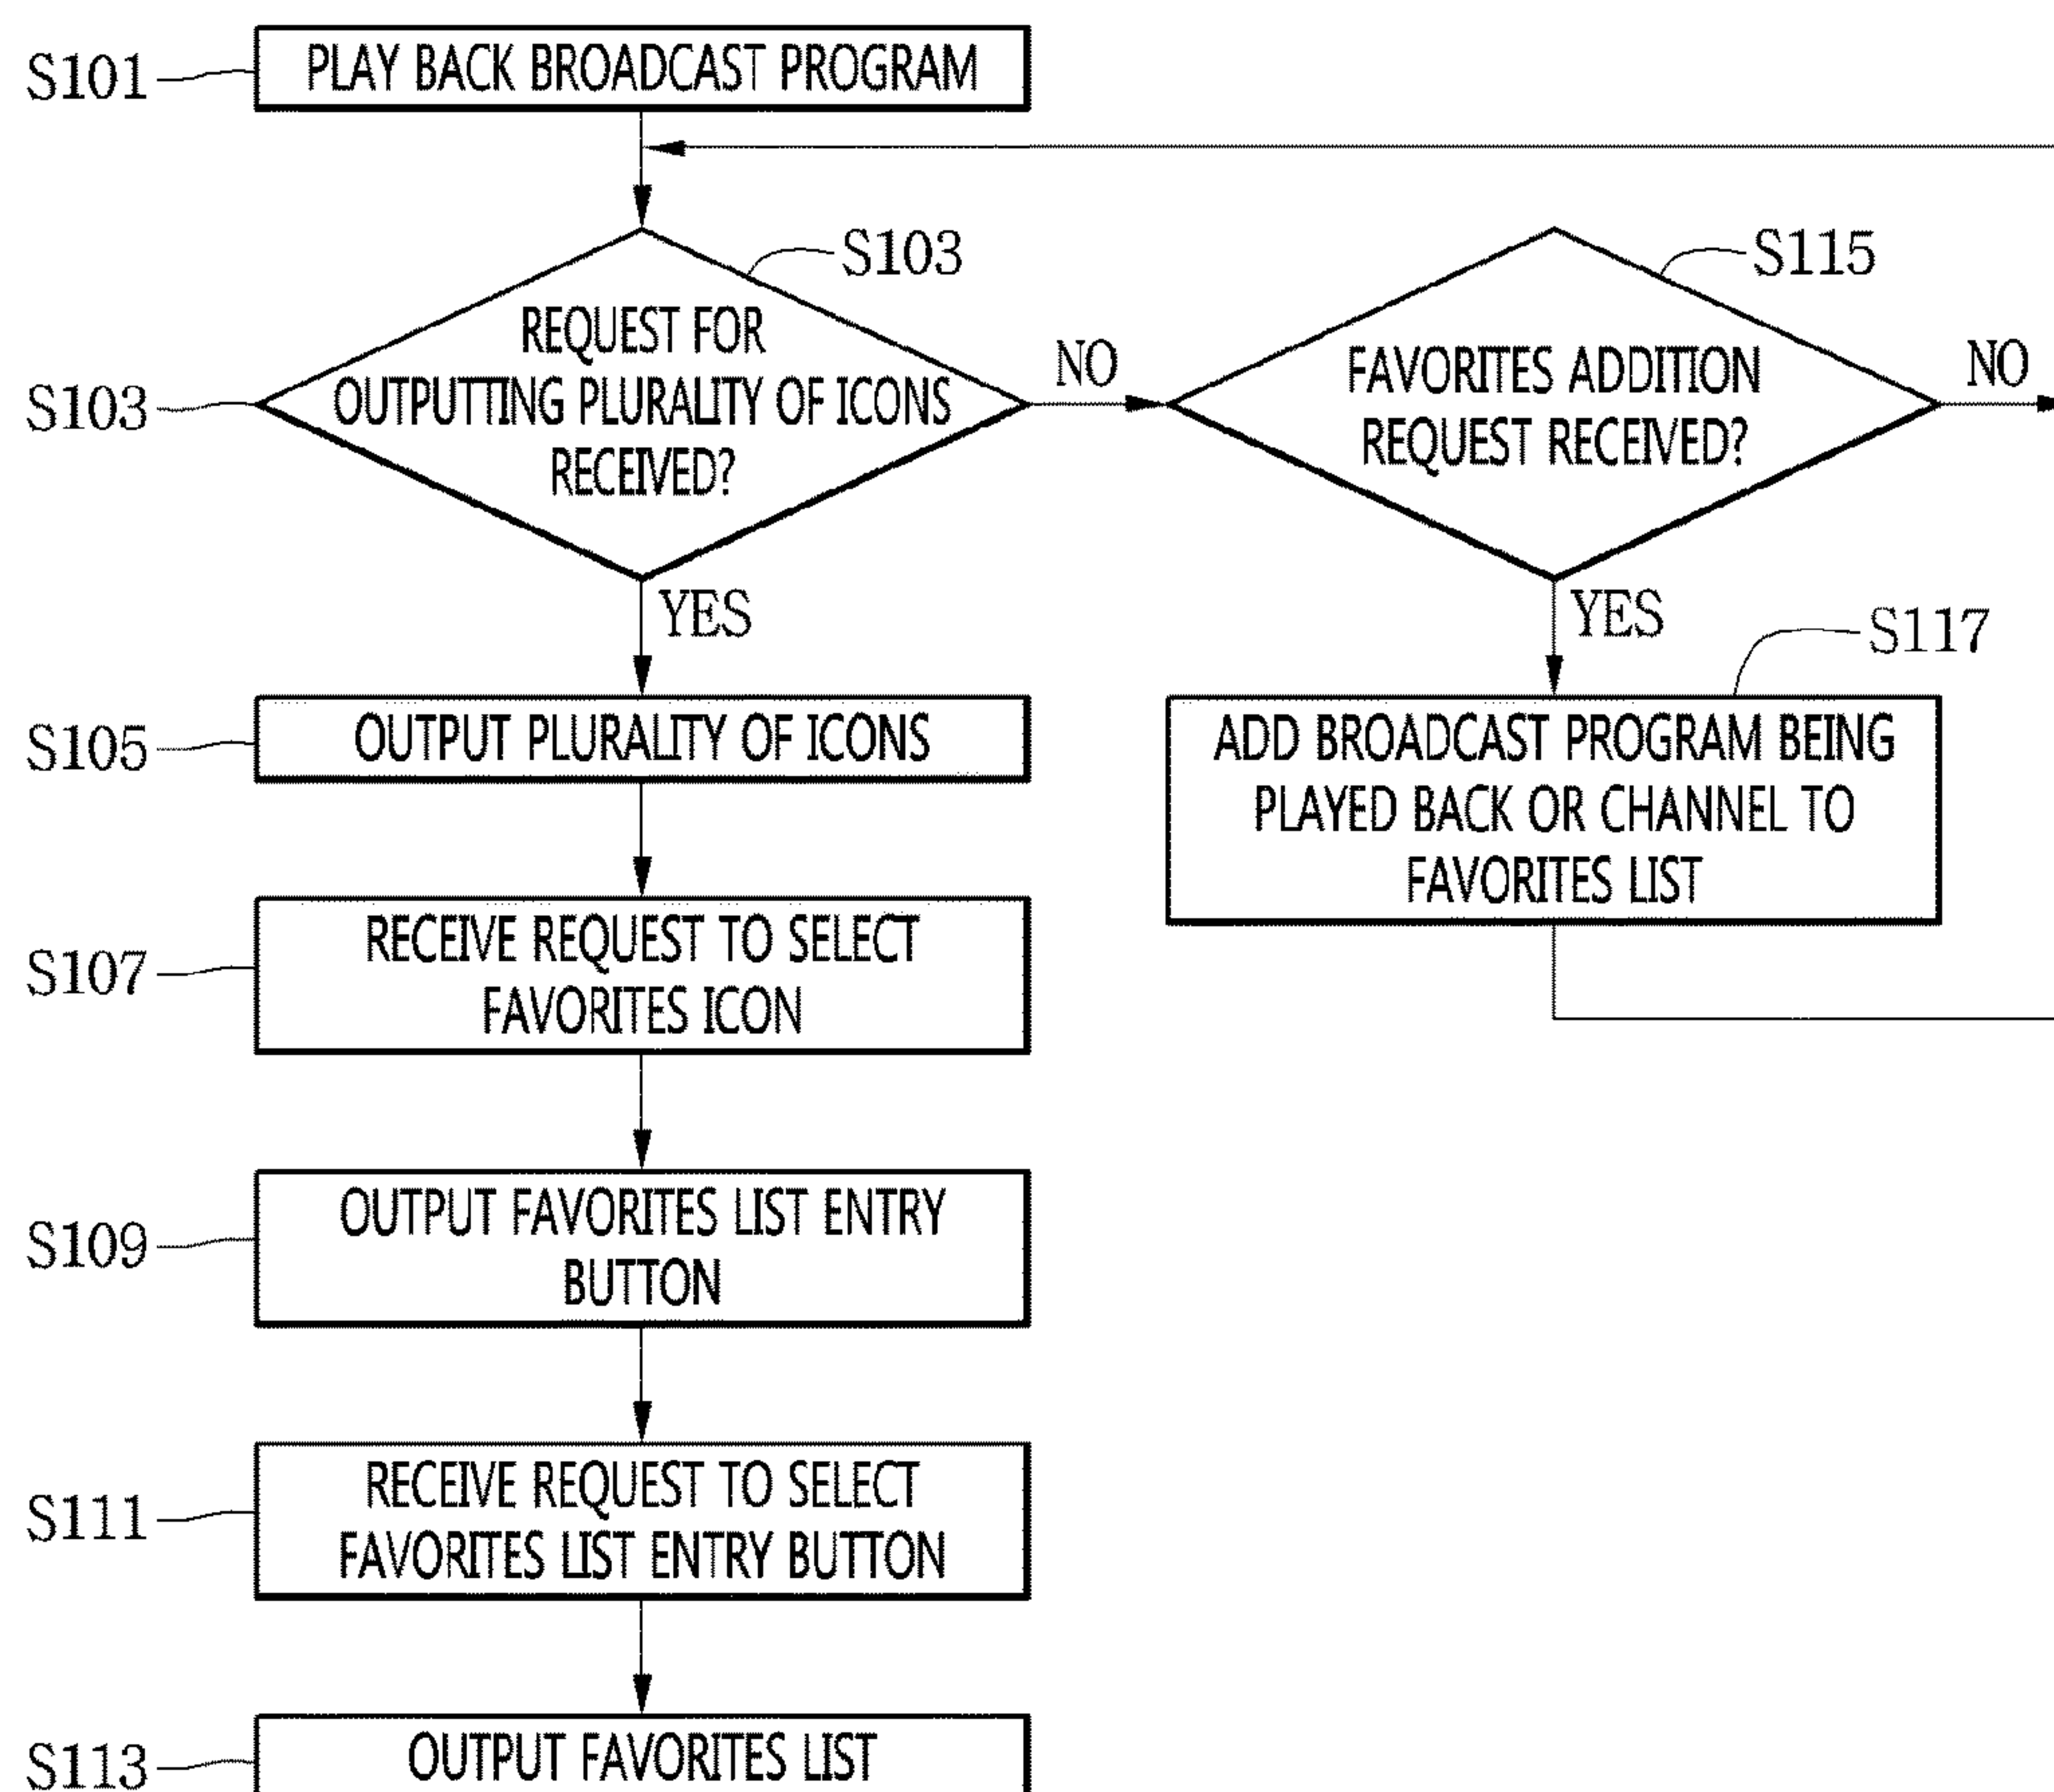 S101
PLAY BACK BROADCAST PROGRAM
S103
S103
REQUEST FOR
OUTPUTTING PLURALITY OF ICONS
RECEIVED?
NO
YES
S115
FAVORITES ADDITION
REQUEST RECEIVED?
NO
YES
S117
ADD BROADCAST PROGRAM BEING
PLAYED BACK OR CHANNEL TO
FAVORITES LIST
S105
OUTPUT PLURALITY OF ICONS
S107
RECEIVE REQUEST TO SELECT
FAVORITES ICON
S109
OUTPUT FAVORITES LIST ENTRY
BUTTON
S111
RECEIVE REQUEST TO SELECT
FAVORITES LIST ENTRY BUTTON
S113
OUTPUT FAVORITES LIST